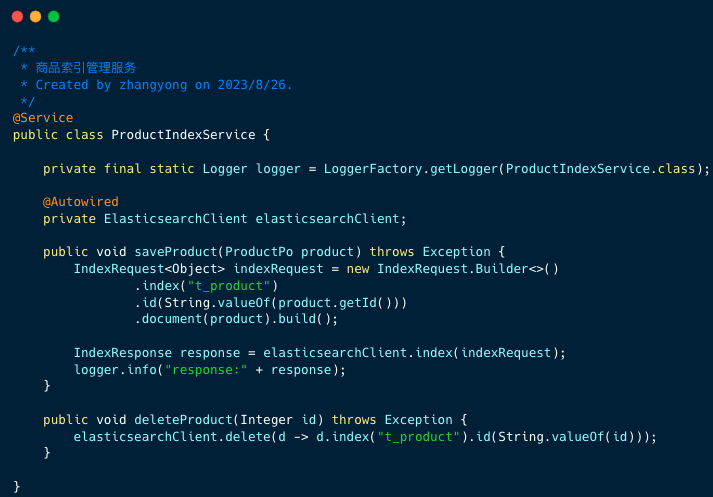 /**
 * 商品索引管理服务
 * Created by zhangyong on 2023/8/26.
 */
@Service
public class ProductIndexService {

    private final static Logger logger = LoggerFactory.getLogger(ProductIndexService.class);

    @Autowired
    private ElasticsearchClient elasticsearchClient;

    public void saveProduct(ProductPo product) throws Exception {
        IndexRequest<Object> indexRequest = new IndexRequest.Builder<>()
                .index("t_product")
                .id(String.valueOf(product.getId()))
                .document(product).build();

        IndexResponse response = elasticsearchClient.index(indexRequest);
        logger.info("response:" + response);
    }

    public void deleteProduct(Integer id) throws Exception {
        elasticsearchClient.delete(d -> d.index("t_product").id(String.valueOf(id)));
    }

}